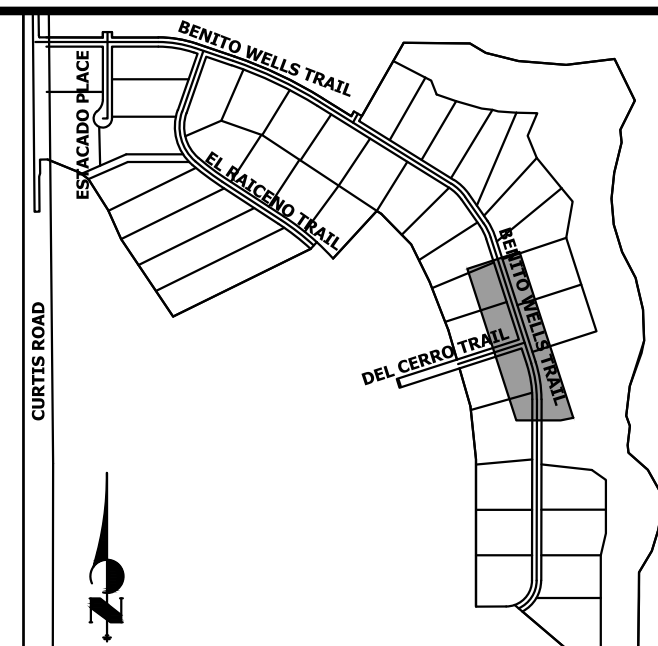 BENITO WELLS TRAIL
ESTACADO PLACE
EL RAICENO TRAIL
BENITO WELLS TRAIL
DEL CERRO TRAIL
CURTIS ROAD
N